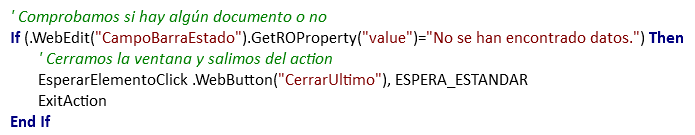 ' Comprobamos si hay algún documento o no
If (.WebEdit("CampoBarraEstado").GetROProperty("value")="No se han encontrado datos.") Then
' Cerramos la ventana y salimos del action
EsperarElementoClick .WebButton("CerrarUltimo"), ESPERA_ESTANDAR
ExitAction
End If